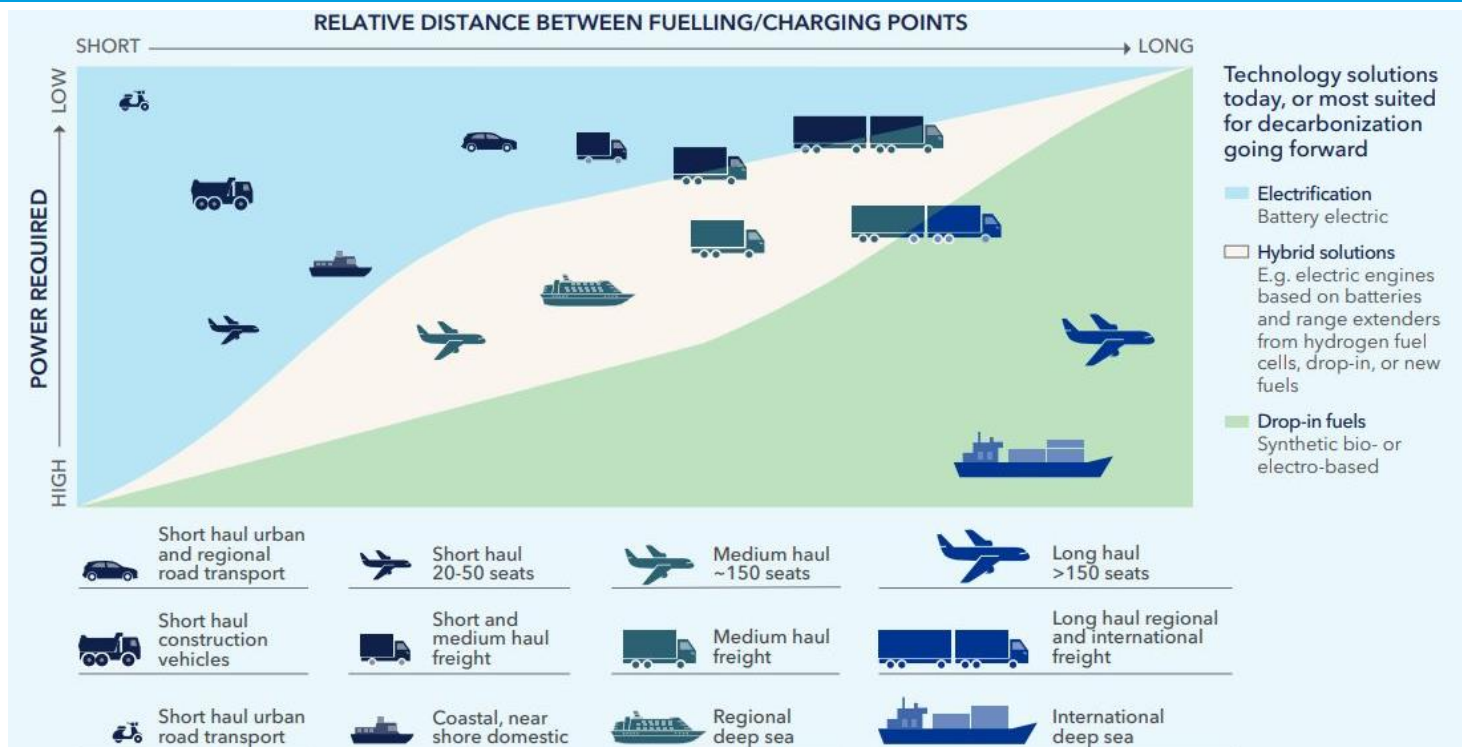 RELATIVE DISTANCE BETWEEN FUELLING/CHARGING POINTS
SHORT
LONG
LOW
POWER REQUIRED
HIGH
Technology solutions
today, or most suited
for decarbonization
going forward
Electrification
Battery electric
Hybrid solutions
E.g. electric engines
based on batteries
and range extenders
from hydrogen fuel
cells, drop-in, or new
fuels
Drop-in fuels
Synthetic bio- or
electro-based
Short haul urban
and regional
road transport
Short haul
20-50 seats
Medium haul
~150 seats
Long haul
>150 seats
Short haul
construction
vehicles
Short and
medium haul
freight
Medium haul
freight
Long haul regional
and international
freight
Short haul urban
road transport
Coastal, near
shore domestic
Regional
deep sea
International
deep sea